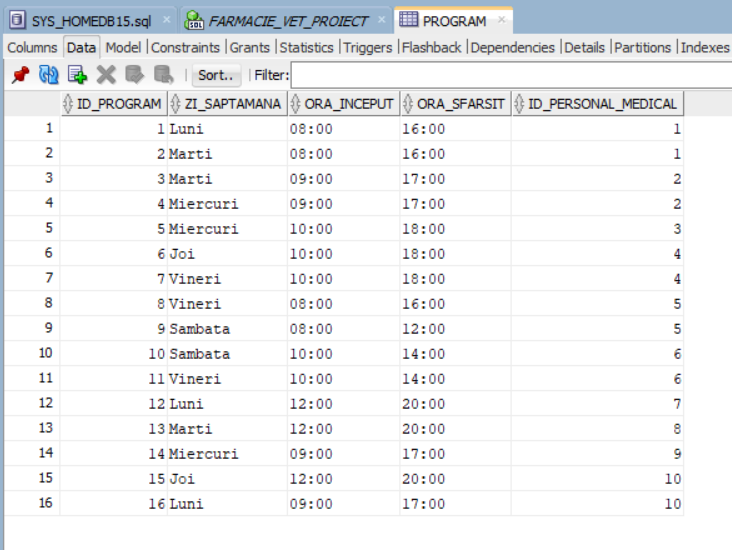 SYS_HOMEDB15.sql × FARMACIE_VET_PROIECT × PROGRAM ×
Columns Data Model |Constraints |Grants |Statistics |Triggers |Flashback |Dependencies |Details |Partitions |Indexes
Sort.. Filter:
ID_PROGRAM ZI_SAPTAMANA ORA_INCEPUT ORA_SFARSIT ID_PERSONAL_MEDICAL
1 1 Luni 08:00 16:00 1
2 2 Marti 08:00 16:00 1
3 3 Marti 09:00 17:00 2
4 4 Miercuri 09:00 17:00 2
5 5 Miercuri 10:00 18:00 3
6 6 Joi 10:00 18:00 4
7 7 Vineri 10:00 18:00 4
8 8 Vineri 08:00 16:00 5
9 9 Sambata 08:00 12:00 5
10 10 Sambata 10:00 14:00 6
11 11 Vineri 10:00 14:00 6
12 12 Luni 12:00 20:00 7
13 13 Marti 12:00 20:00 8
14 14 Miercuri 09:00 17:00 9
15 15 Joi 12:00 20:00 10
16 16 Luni 09:00 17:00 10